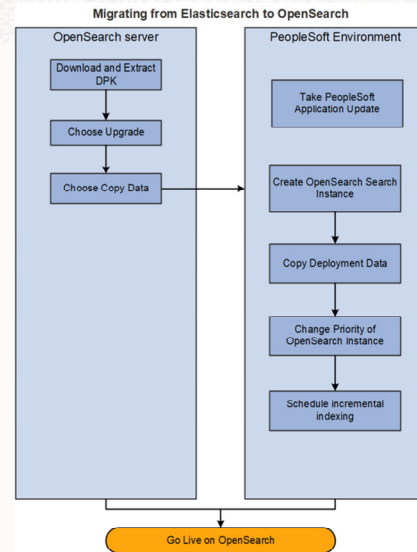 Migrating from Elasticsearch to OpenSearch
OpenSearch server
Download and Extract
DPK
Choose Upgrade
Choose Copy Data
PeopleSoft Environment
Take PeopleSoft
Application Update
Create OpenSearch Search
Instance
Copy Deployment Data
Change Priority of
OpenSearch Instance
Schedule incremental
indexing
Go Live on OpenSearch